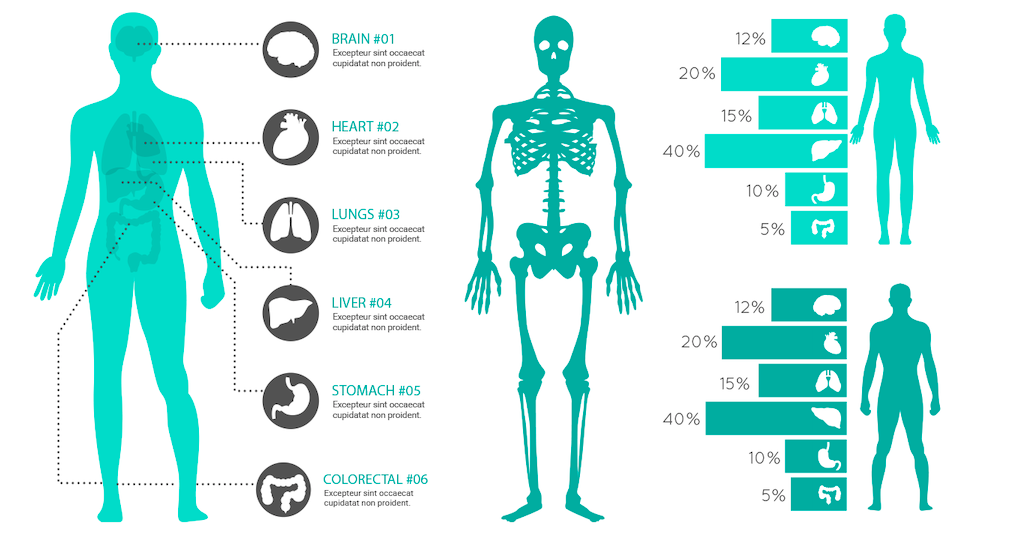 BRAIN #01
Excepteur sint occaecat
cupidatat non proident.
HEART #02
Excepteur sint occaecat
cupidatat non proident.
LUNGS #03
Excepteur sint occaecat
cupidatat non proident.
LIVER #04
Excepteur sint occaecat
cupidatat non proident.
STOMACH #05
Excepteur sint occaecat
cupidatat non proident.
COLORECTAL #06
Excepteur sint occaecat
cupidatat non proident.
12%
20%
15%
40%
10%
5%
12%
20%
15%
40%
10%
5%